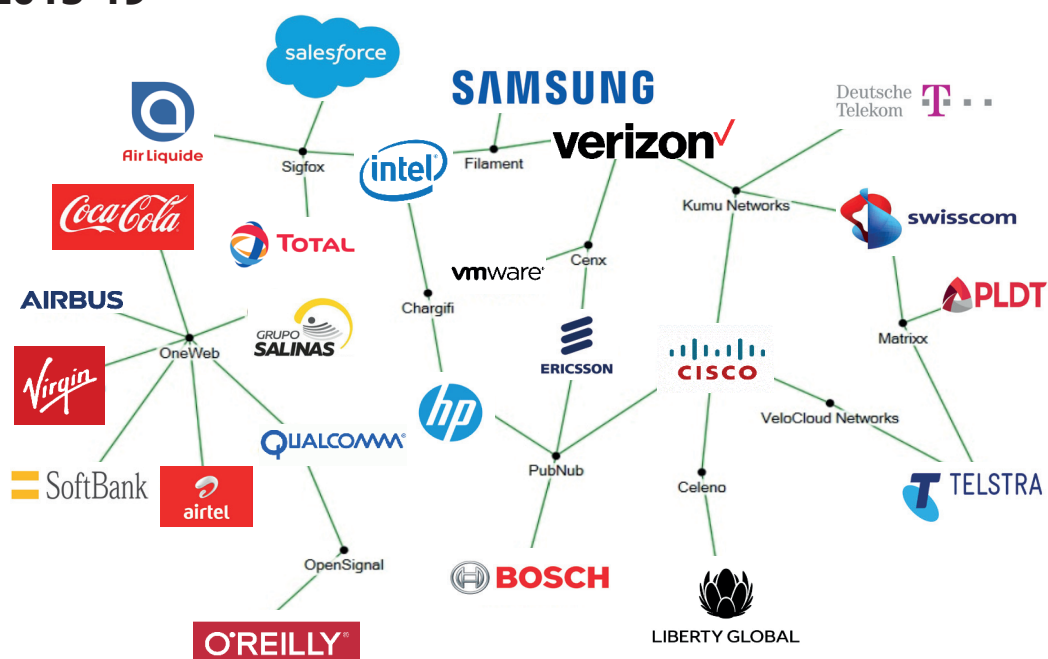 salesforce
SAMSUNG
Deutsche
Telekom
T
Air Liquide
Sigfox
intel
Filament
verizon
Kumu Networks
Coca-Cola
TOTAL
swisscom
vmware
Cenx
AIRBUS
Chargifi
PLDT
GRUPO
SALINAS
OneWeb
ERICSSON
CISCO
Matrixx
Virgin
hp
VeloCloud Networks
QUALCOMM®
SoftBank
airtel
PubNub
Celeno
TELSTRA
OpenSignal
BOSCH
O'REILLY®
LIBERTY GLOBAL